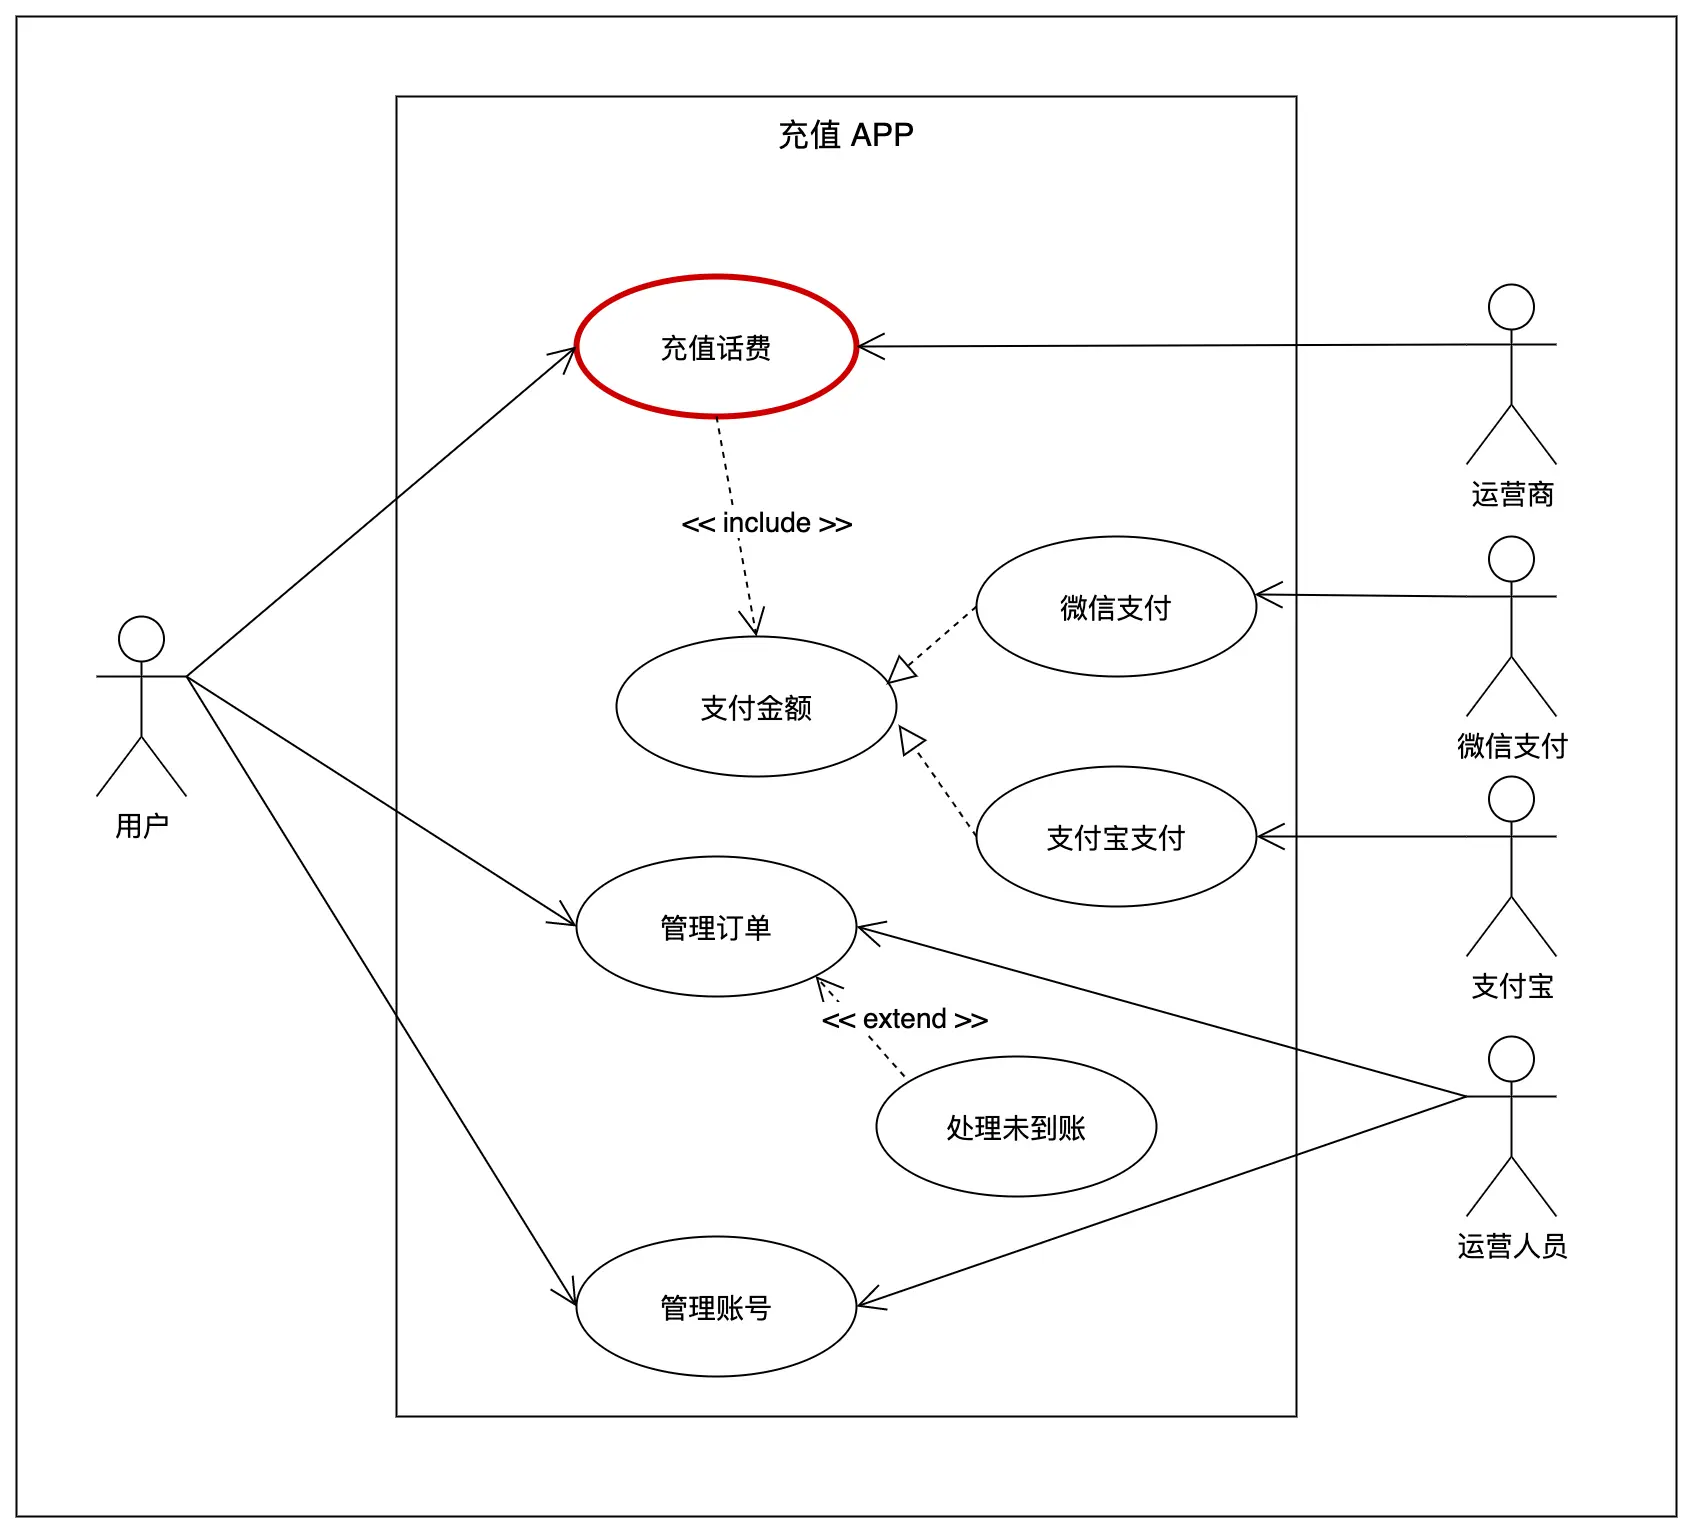 充值 APP
充值话费
运营商
<< include >>
微信支付
支付金额
微信支付
用户
支付宝支付
管理订单
支付宝
<< extend >>
处理未到账
运营人员
管理账号